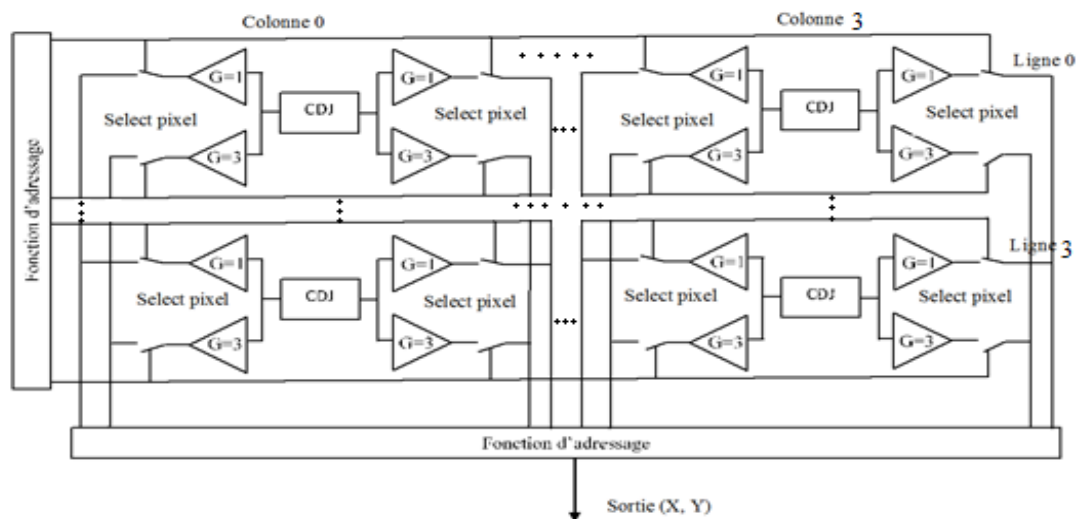 Colonne 0
Colonne 3
Ligne 0
G=1
G=1
G=1
G=1
Select pixel
CDJ
Select pixel
Select pixel
CDJ
Select pixel
G=3
G=3
G=3
G=3
Fonction d'adressage
Ligne 3
G=1
G=1
G=1
G=1
Select pixel
CDJ
Select pixel
Select pixel
CDJ
Select pixel
G=3
G=3
G=3
G=3
Fonction d'adressage
Sortie (X, Y)